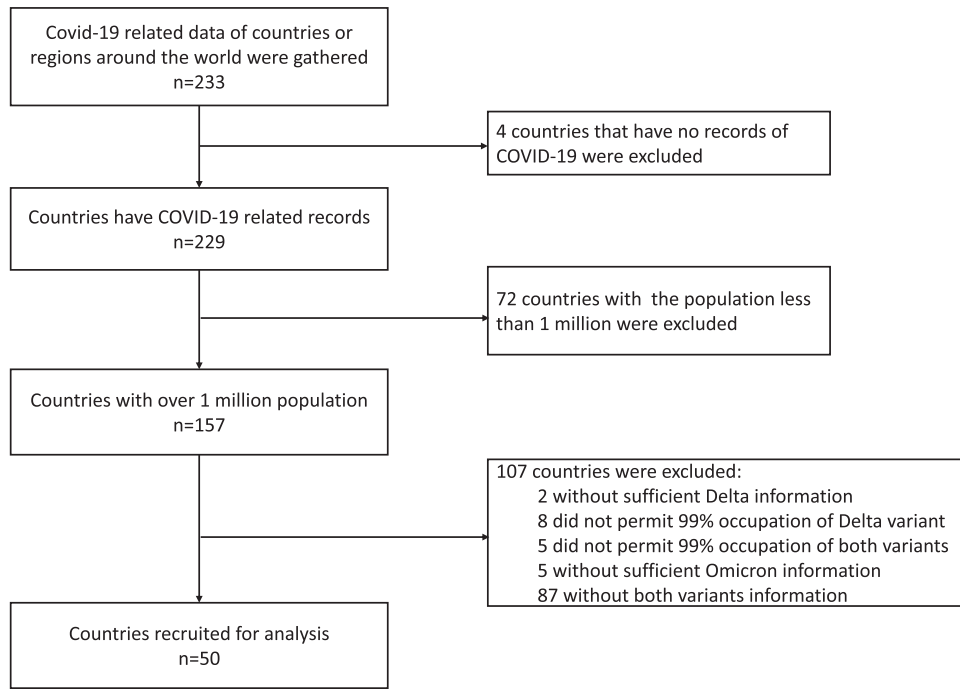 Covid-19 related data of countries or
regions around the world were gathered
n=233
4 countries that have no records of
COVID-19 were excluded
Countries have COVID-19 related records
n=229
72 countries with  the population less
than 1 million were excluded
Countries with over 1 million population
n=157
107 countries were excluded:
2 without sufficient Delta information
8 did not permit 99% occupation of Delta variant
5 did not permit 99% occupation of both variants
5 without sufficient Omicron information
87 without both variants information
Countries recruited for analysis
n=50